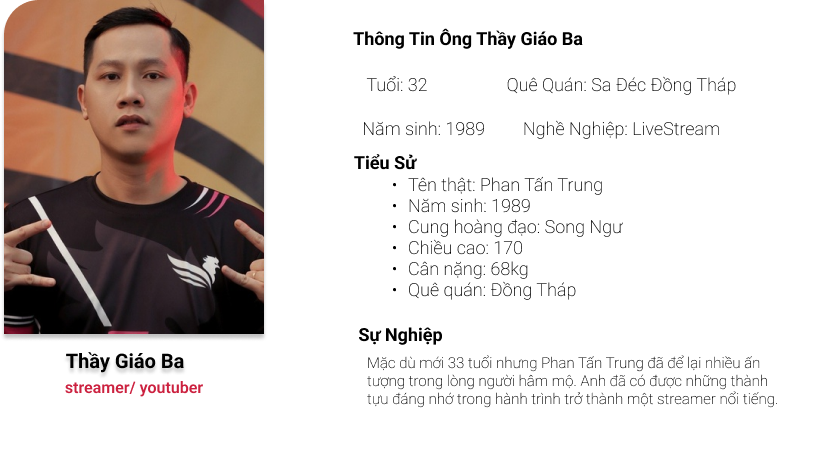 Thông Tin Ông Thầy Giáo Ba
Tuổi: 32
Quê Quán: Sa Đéc Đồng Tháp
Năm sinh: 1989
Nghề Nghiệp: LiveStream
Tiểu Sử
• Tên thật: Phan Tấn Trung
• Năm sinh: 1989
• Cung hoàng đạo: Song Ngư
• Chiều cao: 170
• Cân nặng: 68kg
• Quê quán: Đồng Tháp
Sự Nghiệp
Mặc dù mới 33 tuổi nhưng Phan Tấn Trung đã để lại nhiều ấn
tượng trong lòng người hâm mộ. Anh đã có được những thành
tựu đáng nhớ trong hành trình trở thành một streamer nổi tiếng.
Thầy Giáo Ba
streamer/ youtuber